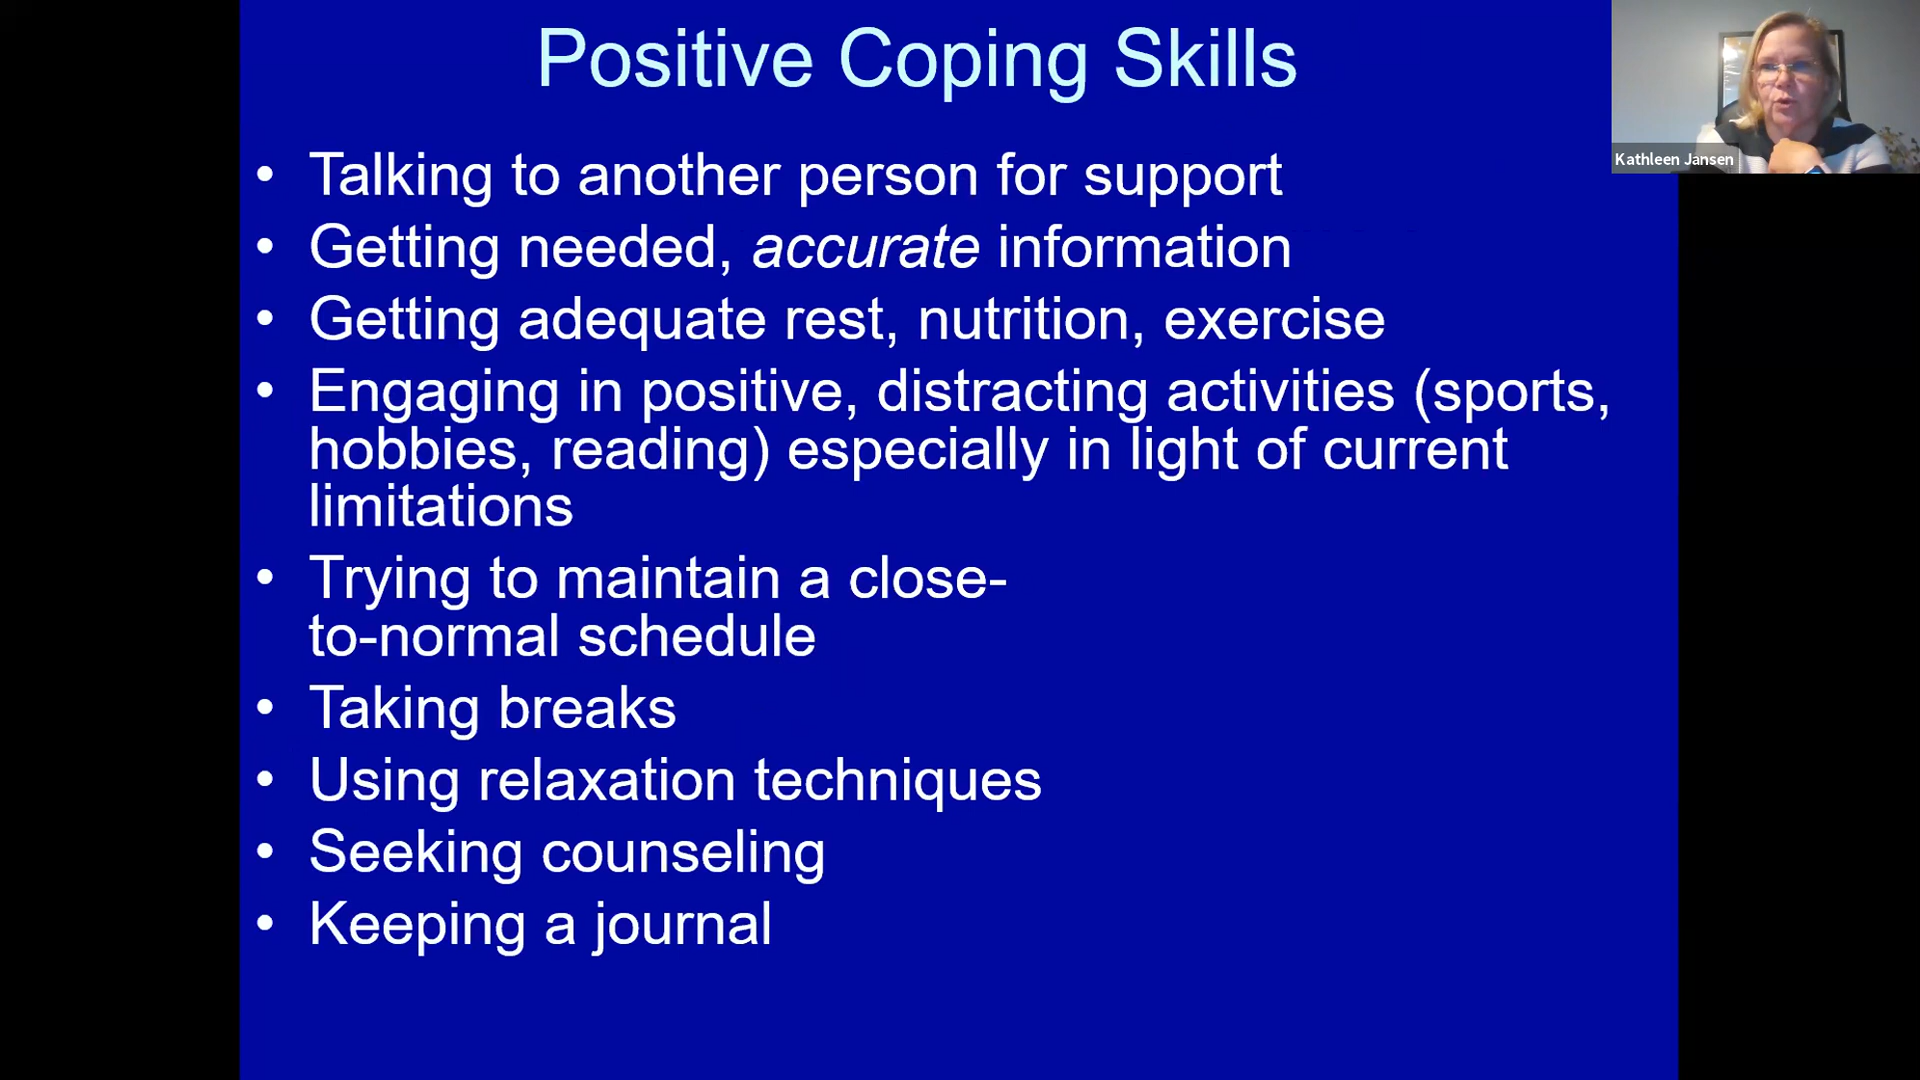 Positive Coping Skills
Kathleen Jansen
• Talking to another person for support
• Getting needed, accurate information
• Getting adequate rest, nutrition, exercise
• Engaging in positive, distracting activities (sports,
hobbies, reading) especially in light of current
limitations
• Trying to maintain a close-
to-normal schedule
• Taking breaks
• Using relaxation techniques
• Seeking counseling
• Keeping a journal